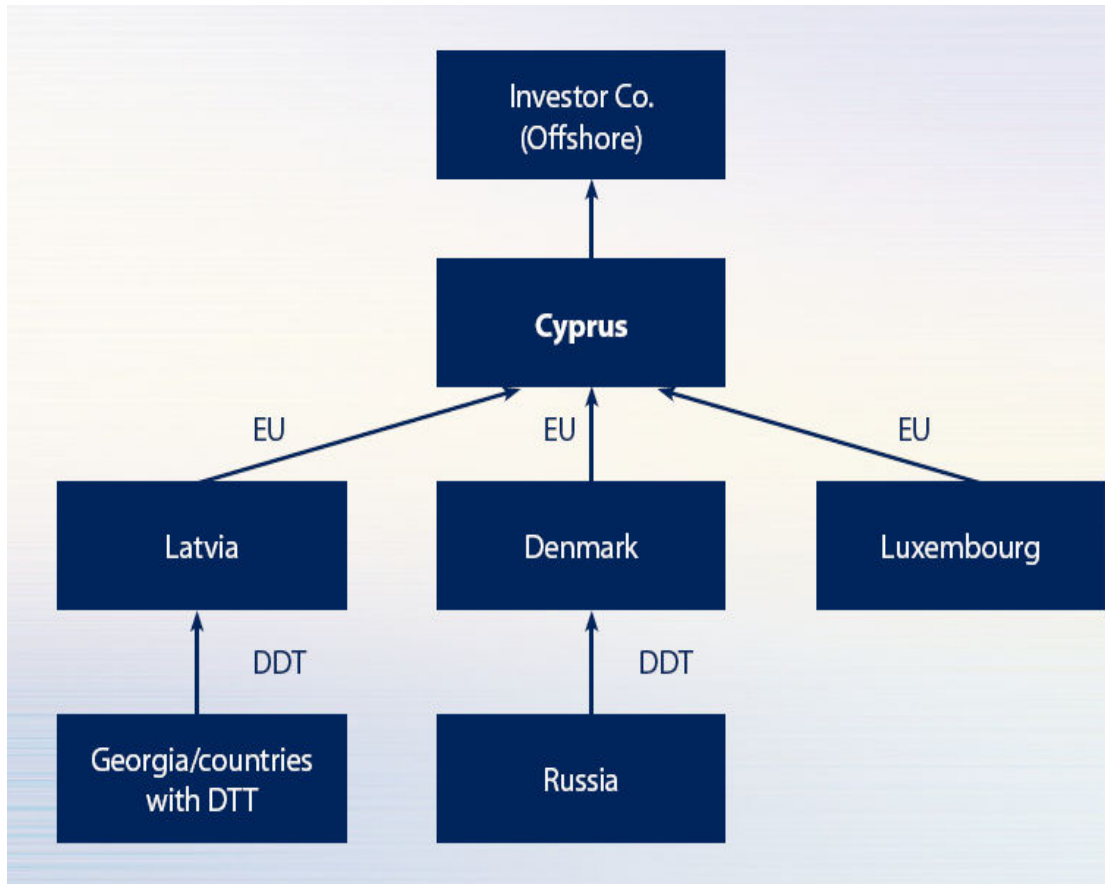 Investor Co.
(Offshore)
Cyprus
EU
EU
EU
Latvia
Denmark
Luxembourg
DDT
DDT
Georgia/countries
with DTT
Russia